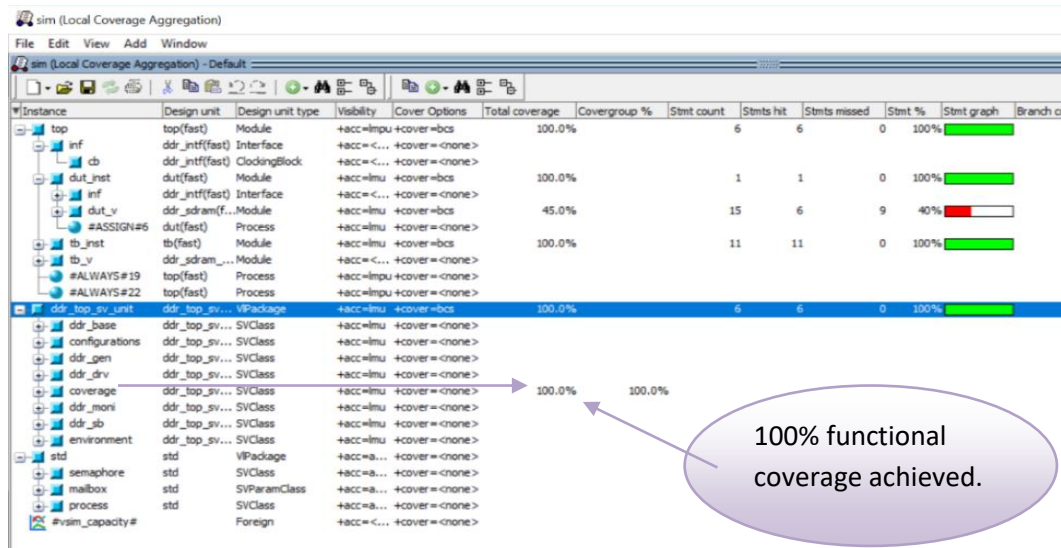 sim (Local Coverage Aggregation)
File Edit View Add Window
sim (Local Coverage Aggregation) - Default
Instance Design unit Design unit type Visibility Cover Options Total coverage Covergroup % Stmt count Stmts hit Stmts missed Stmt % Stmt graph Branch c
top top(fast) Module +acc=lmpu +cover=bcs 100.0% 6 6 0 100%
inf ddr_intf(fast) Interface +acc=<... +cover=<none>
cb ddr_intf(fast) ClockingBlock +acc=<... +cover=<none>
dut_inst dut(fast) Module +acc=lmu +cover=bcs 100.0% 1 1 0 100%
inf ddr_intf(fast) Interface +acc=<... +cover=<none>
dut_v ddr_sdram(f... Module +acc=lmu +cover=bcs 45.0% 15 6 9 40%
#ASSIGN#6 dut(fast) Process +acc=lmu +cover=<none>
tb_inst tb(fast) Module +acc=lmu +cover=bcs 100.0% 11 11 0 100%
tb_v ddr_sdram_... Module +acc=<... +cover=<none>
#ALWAYS#19 top(fast) Process +acc=lmpu +cover=<none>
#ALWAYS#22 top(fast) Process +acc=lmpu +cover=<none>
ddr_top_sv_unit ddr_top_sv... VlPackage +acc=lmu +cover=bcs 100.0% 6 6 0 100%
ddr_base ddr_top_sv... SVClass +acc=lmu +cover=<none>
configurations ddr_top_sv... SVClass +acc=lmu +cover=<none>
ddr_gen ddr_top_sv... SVClass +acc=lmu +cover=<none>
ddr_drv ddr_top_sv... SVClass +acc=lmu +cover=<none>
coverage ddr_top_sv... SVClass +acc=lmu +cover=<none> 100.0% 100.0%
ddr_moni ddr_top_sv... SVClass +acc=lmu +cover=<none>
ddr_sb ddr_top_sv... SVClass +acc=lmu +cover=<none>
environment ddr_top_sv... SVClass +acc=lmu +cover=<none>
std std VlPackage +acc=a... +cover=<none>
semaphore std SVClass +acc=a... +cover=<none>
mailbox std SVParamClass +acc=a... +cover=<none>
process std SVClass +acc=a... +cover=<none>
#vsim_capacity# Foreign +acc=<... +cover=<none>
100% functional
coverage achieved.